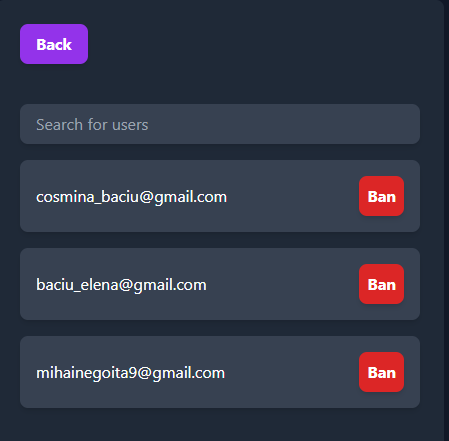 Back
Search for users
cosmina_baciu@gmail.com Ban
baciu_elena@gmail.com Ban
mihainegoita9@gmail.com Ban